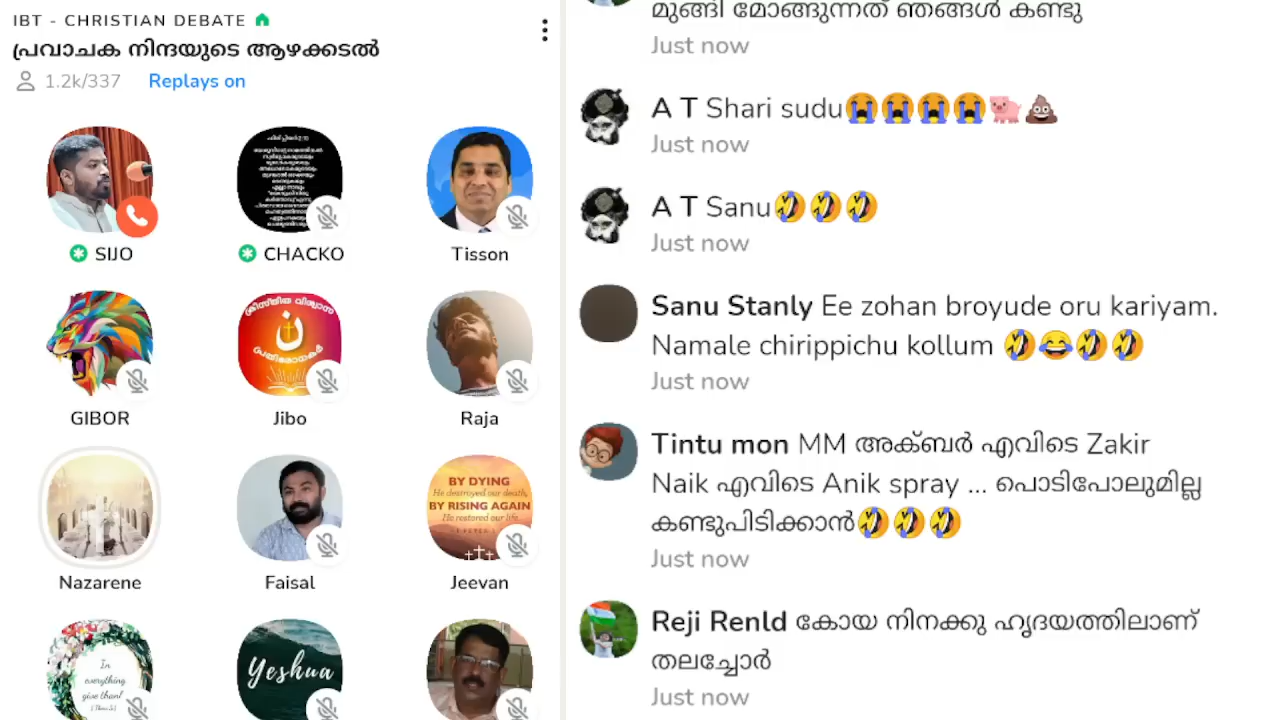 IBT - CHRISTIAN DEBATE
പ്രവാചക നിന്ദയുടെ ആഴക്കടൽ
1.2k/337 Replays on
SIJO
CHACKO
Tisson
ക്രിസ്തീയ വിശ്വാസ
GIBOR
Jibo
Raja
BY DYING
He destroyed our death,
BY RISING AGAIN
He restored our life.
Nazarene
Faisal
Jeevan
In
everything
give thanks
Yeshua
മുങ്ങി മോങ്ങുന്നത് ഞങ്ങൾ കണ്ടു
Just now
A T Shari sudu😭😭😭😭🐖💩
Just now
A T Sanu🤣🤣🤣
Just now
Sanu Stanly Ee zohan broyude oru kariyam.
Namale chirippichu kollum 🤣😂🤣🤣
Just now
Tintu mon MM അക്ബർ എവിടെ Zakir
Naik എവിടെ Anik spray ... പൊടിപോലുമില്ല
കണ്ടുപിടിക്കാൻ🤣🤣🤣
Just now
Reji Renld കോയ നിനക്കു ഹൃദയത്തിലാണ്
തലച്ചോർ
Just now